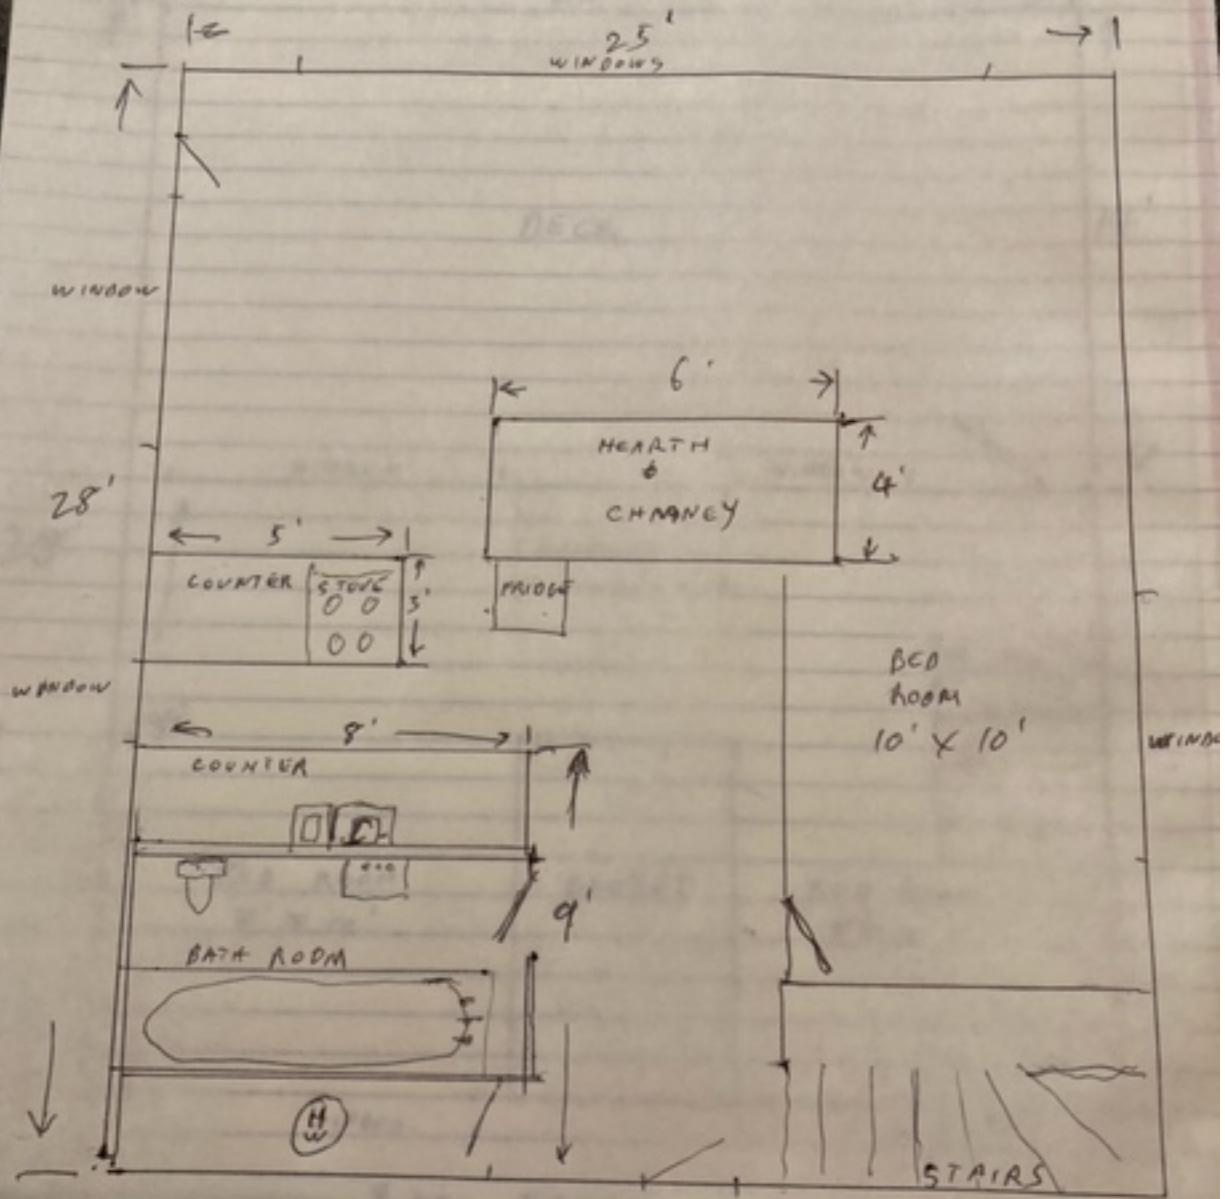 25'
WINDOWS
WINDOW
DECK
6'
HEARTH
&
CHIMNEY
4'
28'
5'
COUNTER
STOVE
3'
FRIDGE
BED
ROOM
10' X 10'
WINDOW
8'
COUNTER
WINDO
9'
BATH ROOM
H
W
STAIRS